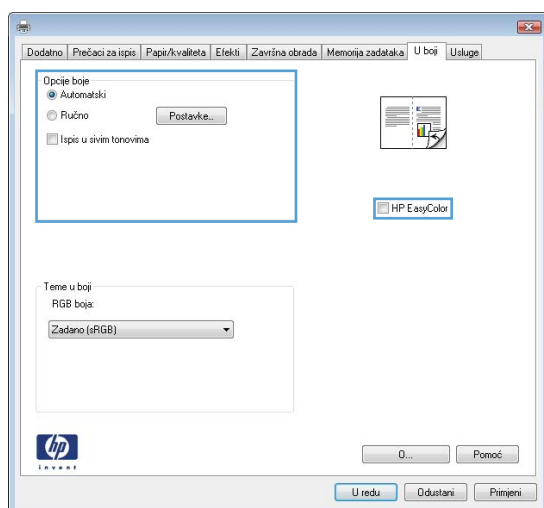 Dodatno Prečaci za ispis Papir/kvaliteta Efekti Završna obrada Memorija zadataka U boji Usluge
Opcije boje
Automatski
Ručno Postavke...
Ispis u sivim tonovima
HP EasyColor
Teme u boji
RGB boja:
Zadano (sRGB)
hp
invent
O... Pomoć
U redu Odustani Primjeni